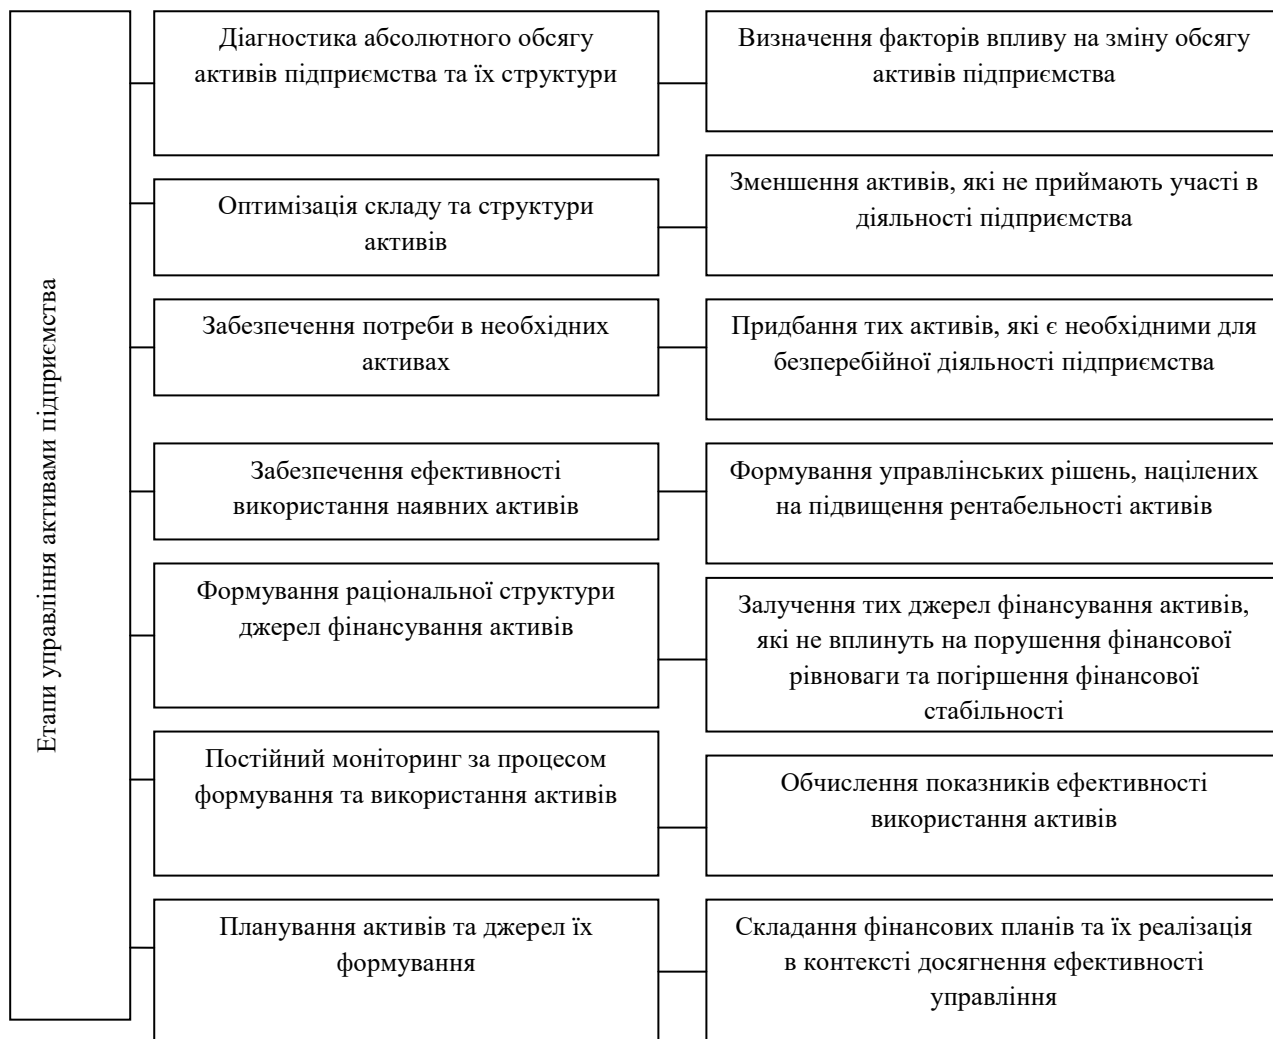 Етапи управління активами підприємства
Діагностика абсолютного обсягу
активів підприємства та їх структури
Визначення факторів впливу на зміну обсягу
активів підприємства
Оптимізація складу та структури
активів
Зменшення активів, які не приймають участі в
діяльності підприємства
Забезпечення потреби в необхідних
активах
Придбання тих активів, які є необхідними для
безперебійної діяльності підприємства
Забезпечення ефективності
використання наявних активів
Формування управлінських рішень, націлених
на підвищення рентабельності активів
Формування раціональної структури
джерел фінансування активів
Залучення тих джерел фінансування активів,
які не вплинуть на порушення фінансової
рівноваги та погіршення фінансової
стабільності
Постійний моніторинг за процесом
формування та використання активів
Обчислення показників ефективності
використання активів
Планування активів та джерел їх
формування
Складання фінансових планів та їх реалізація
в контексті досягнення ефективності
управління